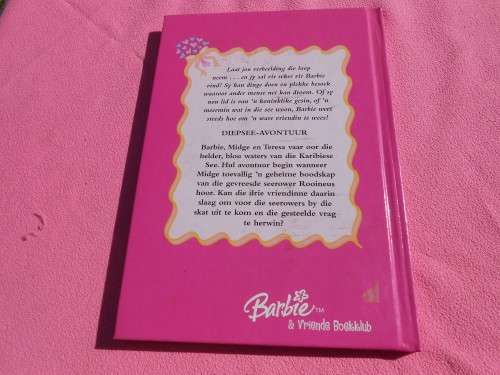 Laat jou verbeelding die loop
neem . . . en jy sal vir seker vir Barbie
vind! Sy kan dinge doen en plekke besoek
waaroor ander mense net kan droom. Of sy
nou lid is van 'n koninklike gesin, of 'n
meermin wat in die see woon, Barbie weet
steeds hoe om 'n ware vriendin te wees!
DIEPSEE-AVONTUUR
Barbie, Midge en Teresa vaar oor die
helder, blou waters van die Karibiese
See. Hul avontuur begin wanneer
Midge toevallig 'n geheime boodskap
van die gevreesde seerower Rooineus
hoor. Kan die drie vriendinne daarin
slaag om voor die seerowers by die
skat uit te kom en die gesteelde vrag
te herwin?
Barbie TM
& Vriende Boekklub